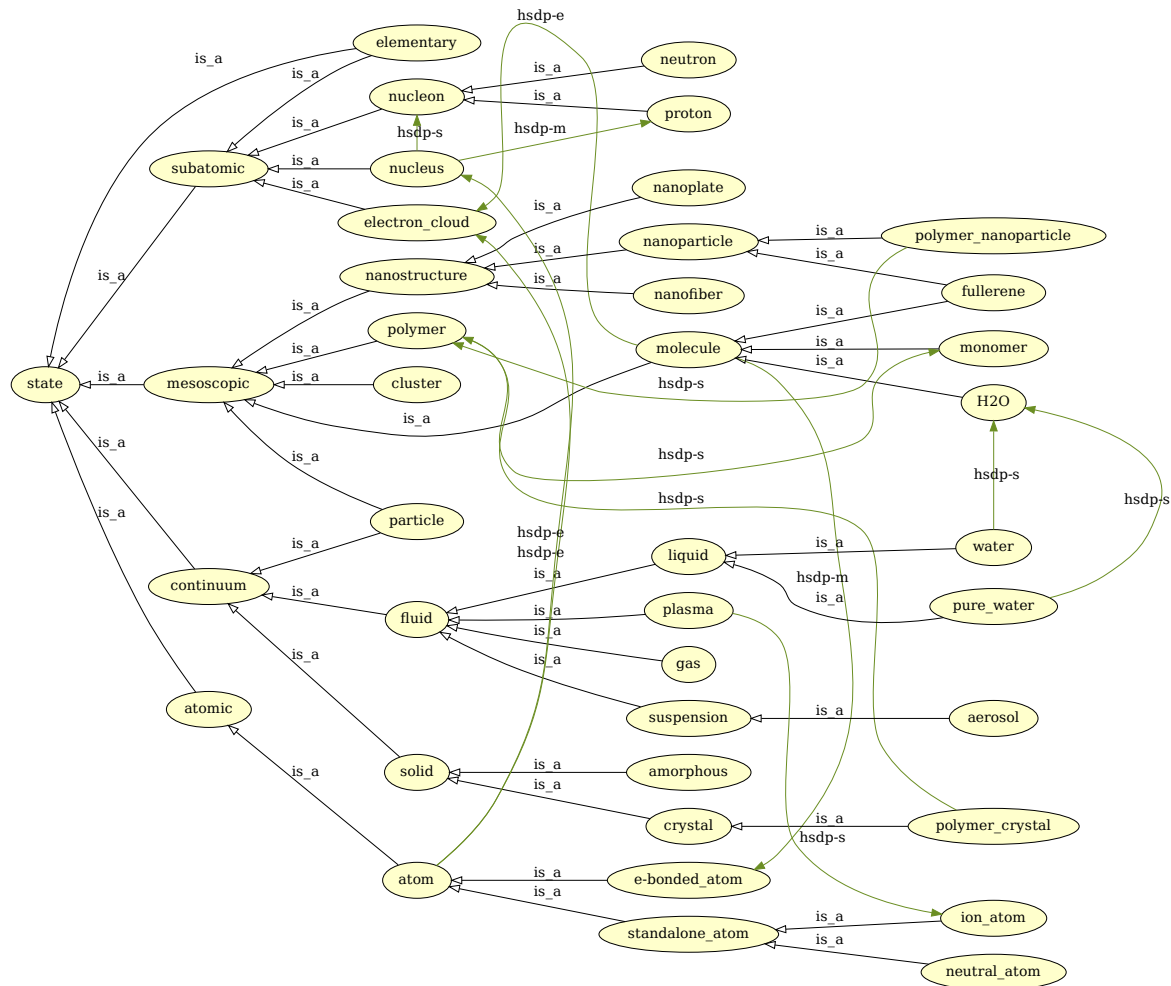 hsdp-e
elementary
is_a
neutron
is_a
is_a
nucleon
is_a
proton
is_a
hsdp-m
hsdp-s
subatomic
is_a
nucleus
is_a
nanoplate
is_a
electron_cloud
nanoparticle
is_a
polymer_nanoparticle
is_a
is_a
nanostructure
is_a
is_a
nanofiber
fullerene
is_a
is_a
polymer
is_a
molecule
is_a
monomer
is_a
state
is_a
mesoscopic
is_a
cluster
hsdp-s
H2O
is_a
is_a
is_a
hsdp-s
hsdp-s
hsdp-s
hsdp-s
is_a
particle
hsdp-e
hsdp-e
is_a
liquid
is_a
water
is_a
hsdp-m
is_a
continuum
is_a
fluid
is_a
plasma
pure_water
is_a
is_a
gas
is_a
atomic
suspension
is_a
aerosol
is_a
solid
is_a
amorphous
is_a
crystal
is_a
polymer_crystal
hsdp-s
atom
is_a
e-bonded_atom
is_a
standalone_atom
is_a
ion_atom
is_a
neutral_atom